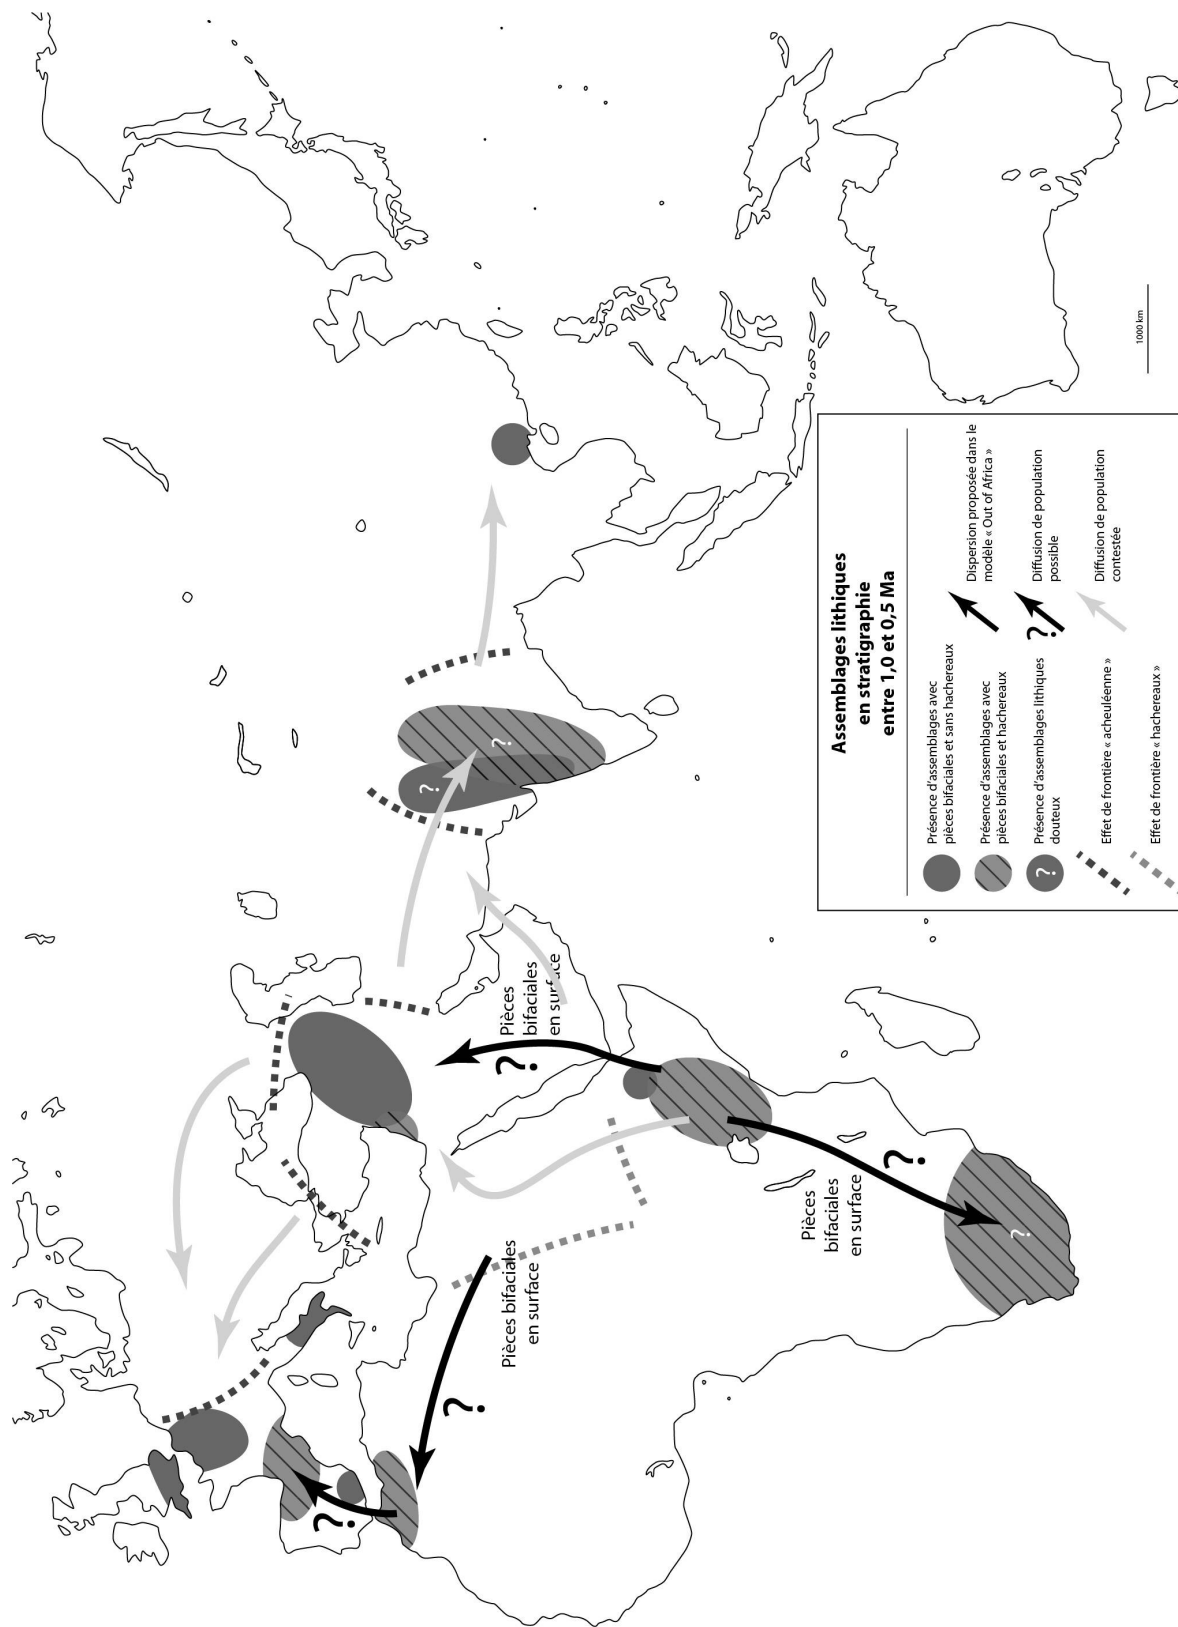 Pièces
bifaciales
en surface
Pièces bifaciales
en surface
Pièces
bifaciales
en surface
?
?
?
?
?
?
?
Assemblages lithiques
en stratigraphie
entre 1,0 et 0,5 Ma
Présence d’assemblages avec
pièces bifaciales et sans hachereaux
Présence d’assemblages avec
pièces bifaciales et hachereaux
?
Présence d’assemblages lithiques
douteux
Effet de frontière « acheuléenne »
Effet de frontière « hachereaux »
Dispersion proposée dans le
modèle « Out of Africa »
?
Diffusion de population
possible
Diffusion de population
contestée
1000 km